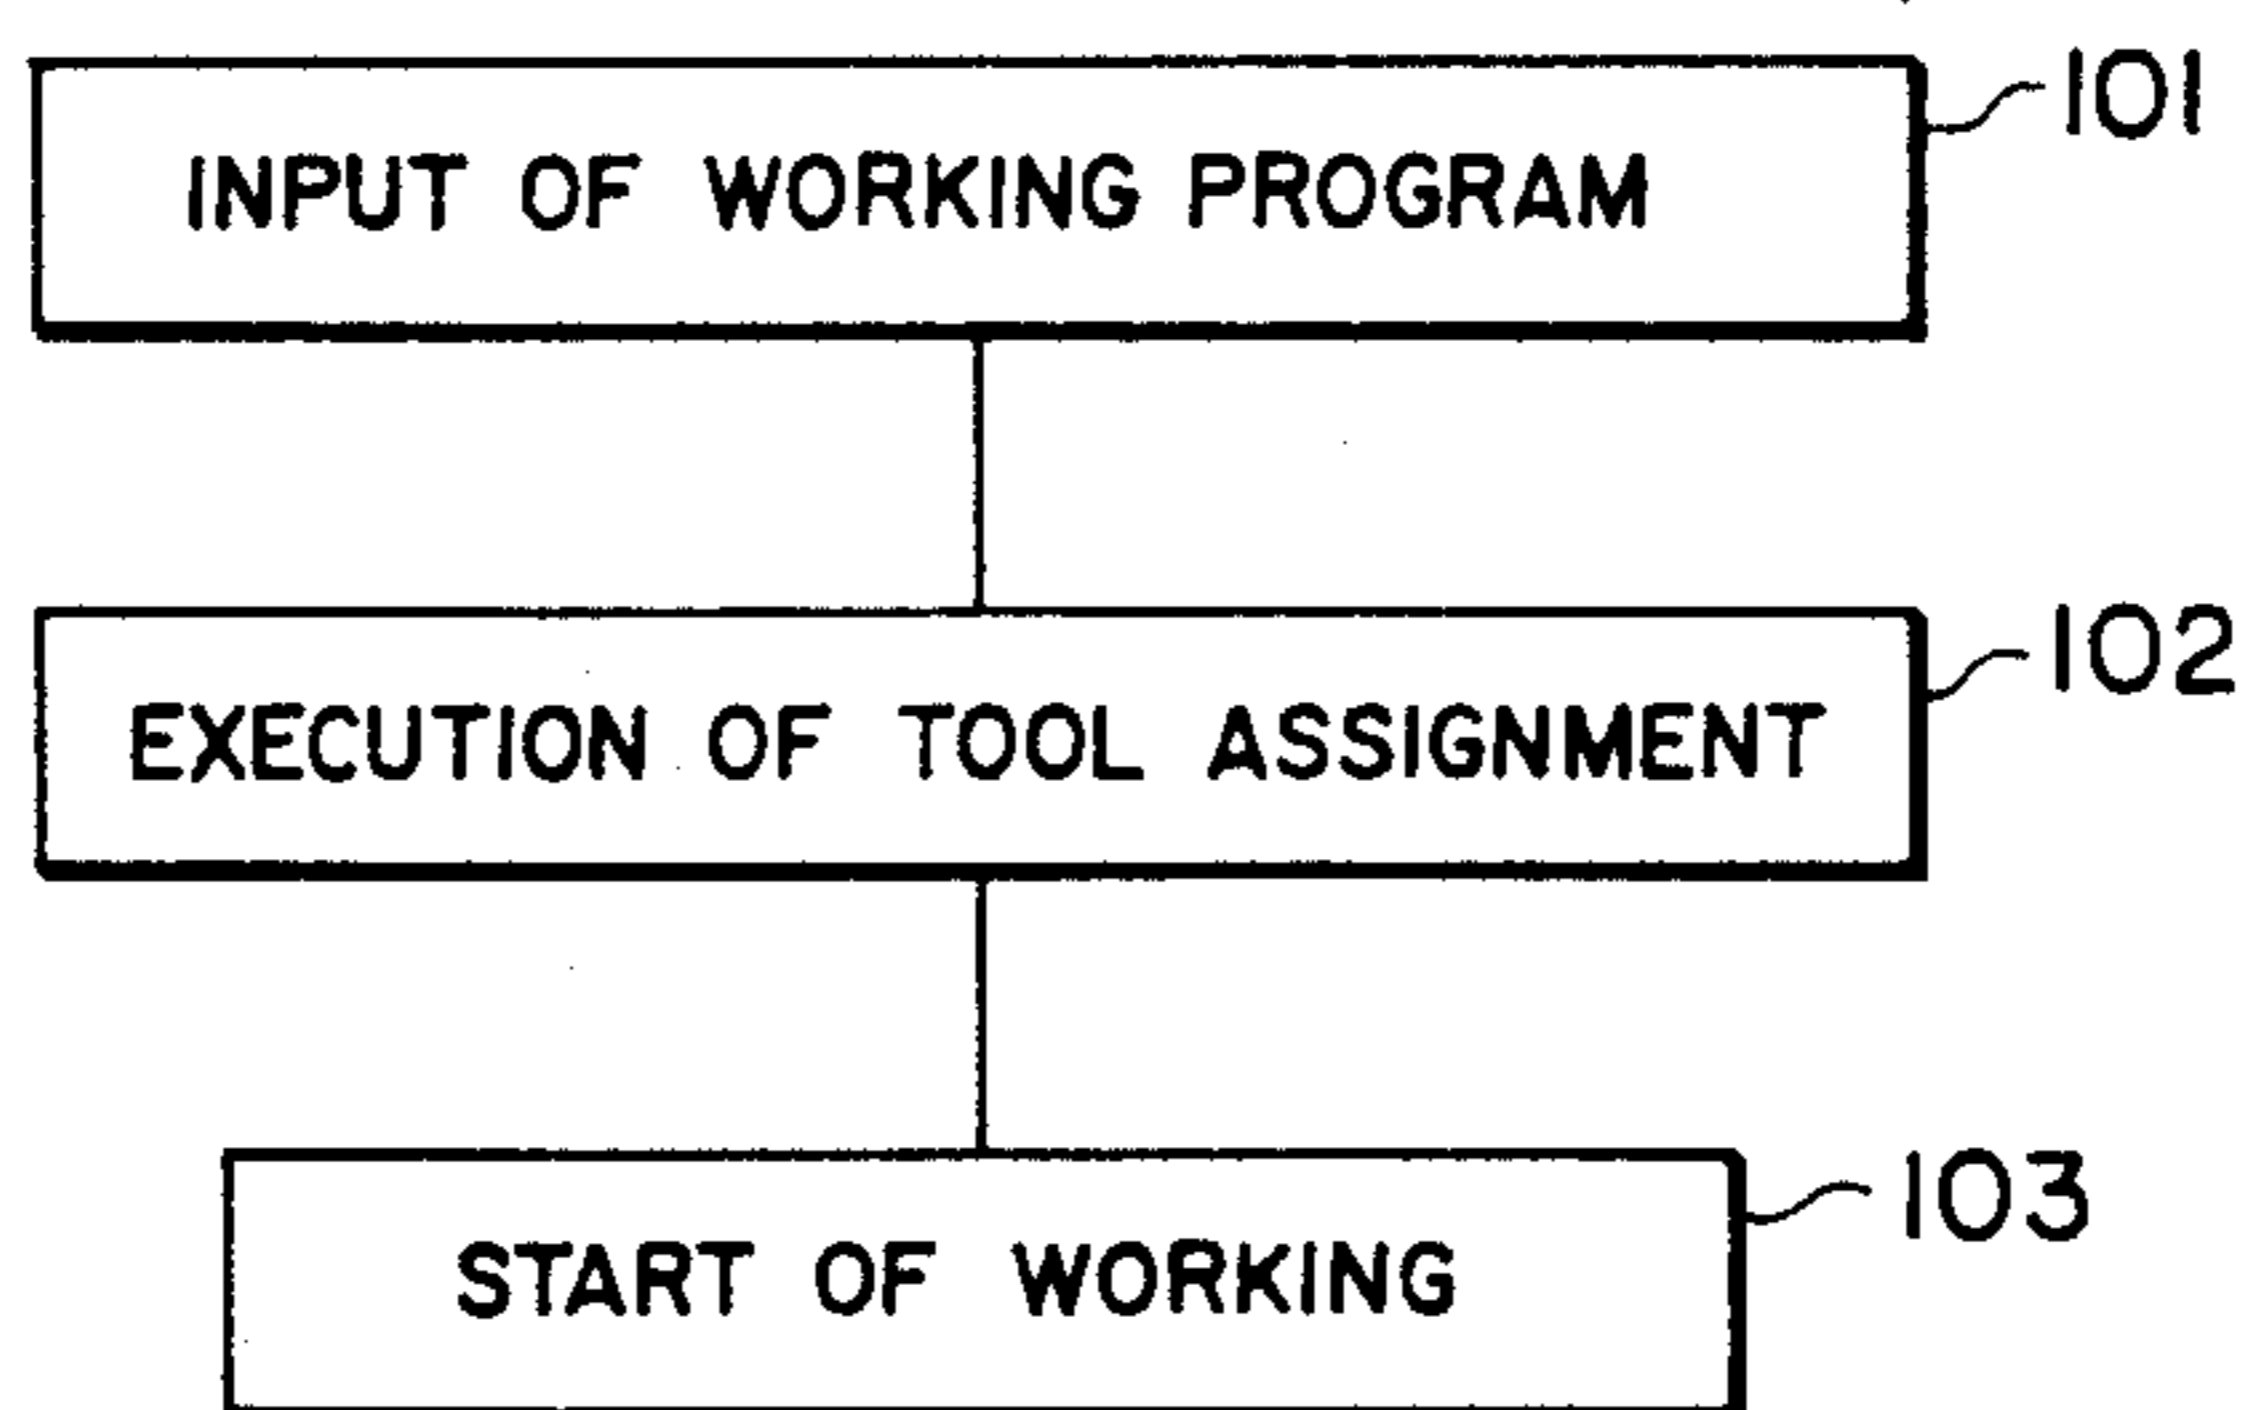 101
INPUT OF WORKING PROGRAM
102
EXECUTION OF TOOL ASSIGNMENT
103
START OF WORKING